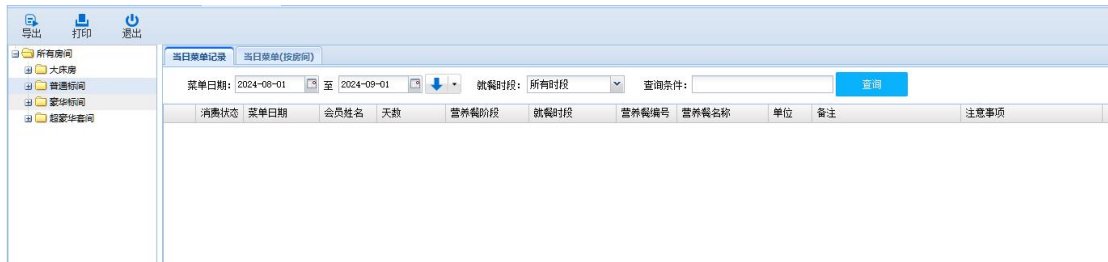 导出 打印 退出
所有房间
大床房
普通标间
豪华标间
超豪华套间
当日菜单记录 当日菜单(按房间)
菜单日期: 2024-08-01 至 2024-09-01 就餐时段: 所有时段 查询条件: 查询
消费状态 菜单日期 会员姓名 天数 营养餐阶段 就餐时段 营养餐编号 营养餐名称 单位 备注 注意事项